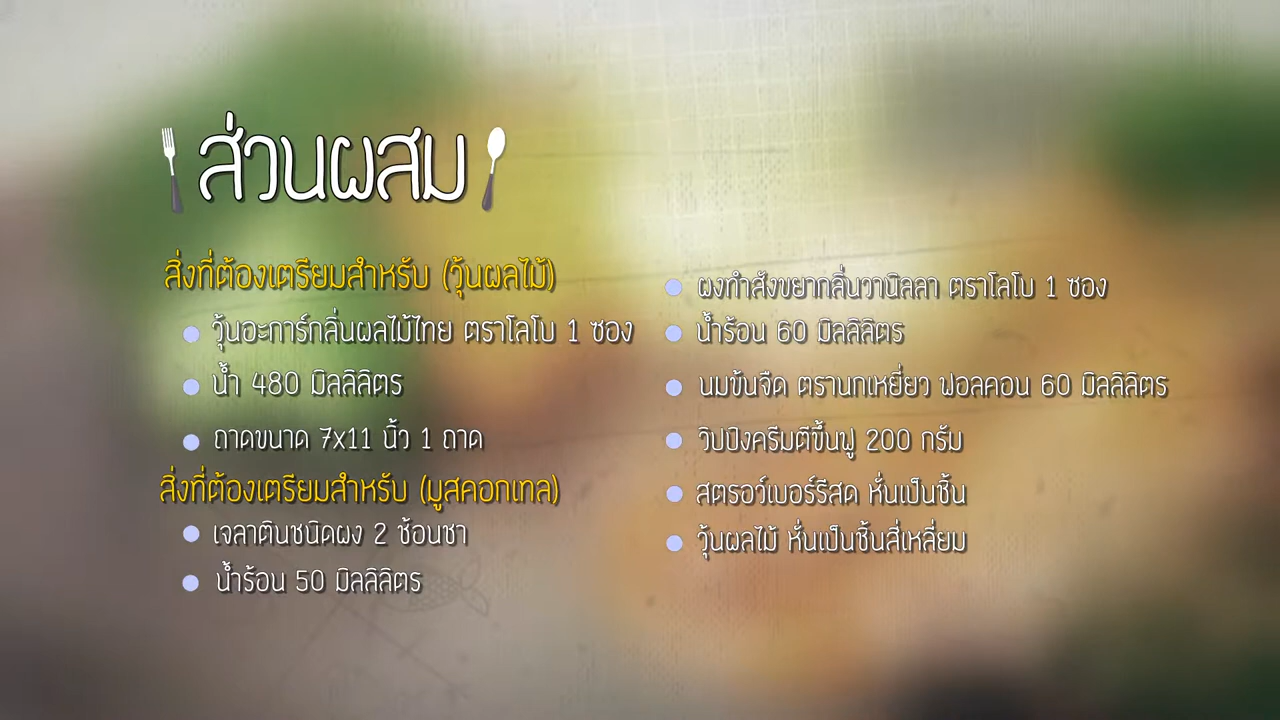 ส่วนผสม
สิ่งที่ต้องเตรียมสำหรับ (วุ้นผลไม้)
วุ้นอะการ์กลิ่นผลไม้ไทย ตราโลโบ 1 ซอง
น้ำ 480 มิลลิลิตร
ถาดขนาด 7x11 นิ้ว 1 ถาด
สิ่งที่ต้องเตรียมสำหรับ (มูสคอกเทล)
เจลาตินชนิดผง 2 ช้อนชา
น้ำร้อน 50 มิลลิลิตร
ผงกำลังขยากลิ่นวานิลลา ตราโลโบ 1 ซอง
น้ำร้อน 60 มิลลิลิตร
นมข้นจืด ตรานกเหยี่ยว ฟอลคอน 60 มิลลิลิตร
วิปปิงครีมตีขึ้นฟู 200 กรัม
สตรอว์เบอร์รีสด หั่นเป็นชิ้น
วุ้นผลไม้ หั่นเป็นชิ้นสี่เหลี่ยม